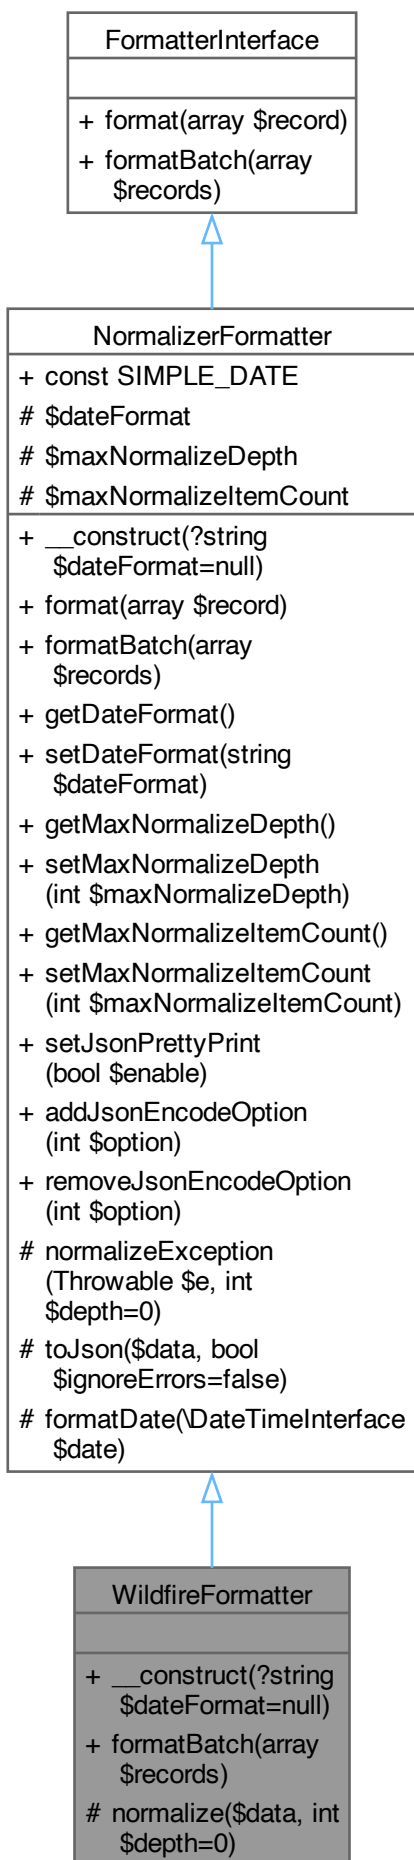 FormatterInterface
+ format(array $record)
+ formatBatch(array
$records)
NormalizerFormatter
+ const SIMPLE_DATE
# $dateFormat
# $maxNormalizeDepth
# $maxNormalizeItemCount
+ __construct(?string
$dateFormat=null)
+ format(array $record)
+ formatBatch(array
$records)
+ getDateFormat()
+ setDateFormat(string
$dateFormat)
+ getMaxNormalizeDepth()
+ setMaxNormalizeDepth
(int $maxNormalizeDepth)
+ getMaxNormalizeItemCount()
+ setMaxNormalizeItemCount
(int $maxNormalizeItemCount)
+ setJsonPrettyPrint
(bool $enable)
+ addJsonEncodeOption
(int $option)
+ removeJsonEncodeOption
(int $option)
# normalizeException
(Throwable $e, int
$depth=0)
# toJson($data, bool
$ignoreErrors=false)
# formatDate(\DateTimeInterface
$date)
WildfireFormatter
+ __construct(?string
$dateFormat=null)
+ formatBatch(array
$records)
# normalize($data, int
$depth=0)